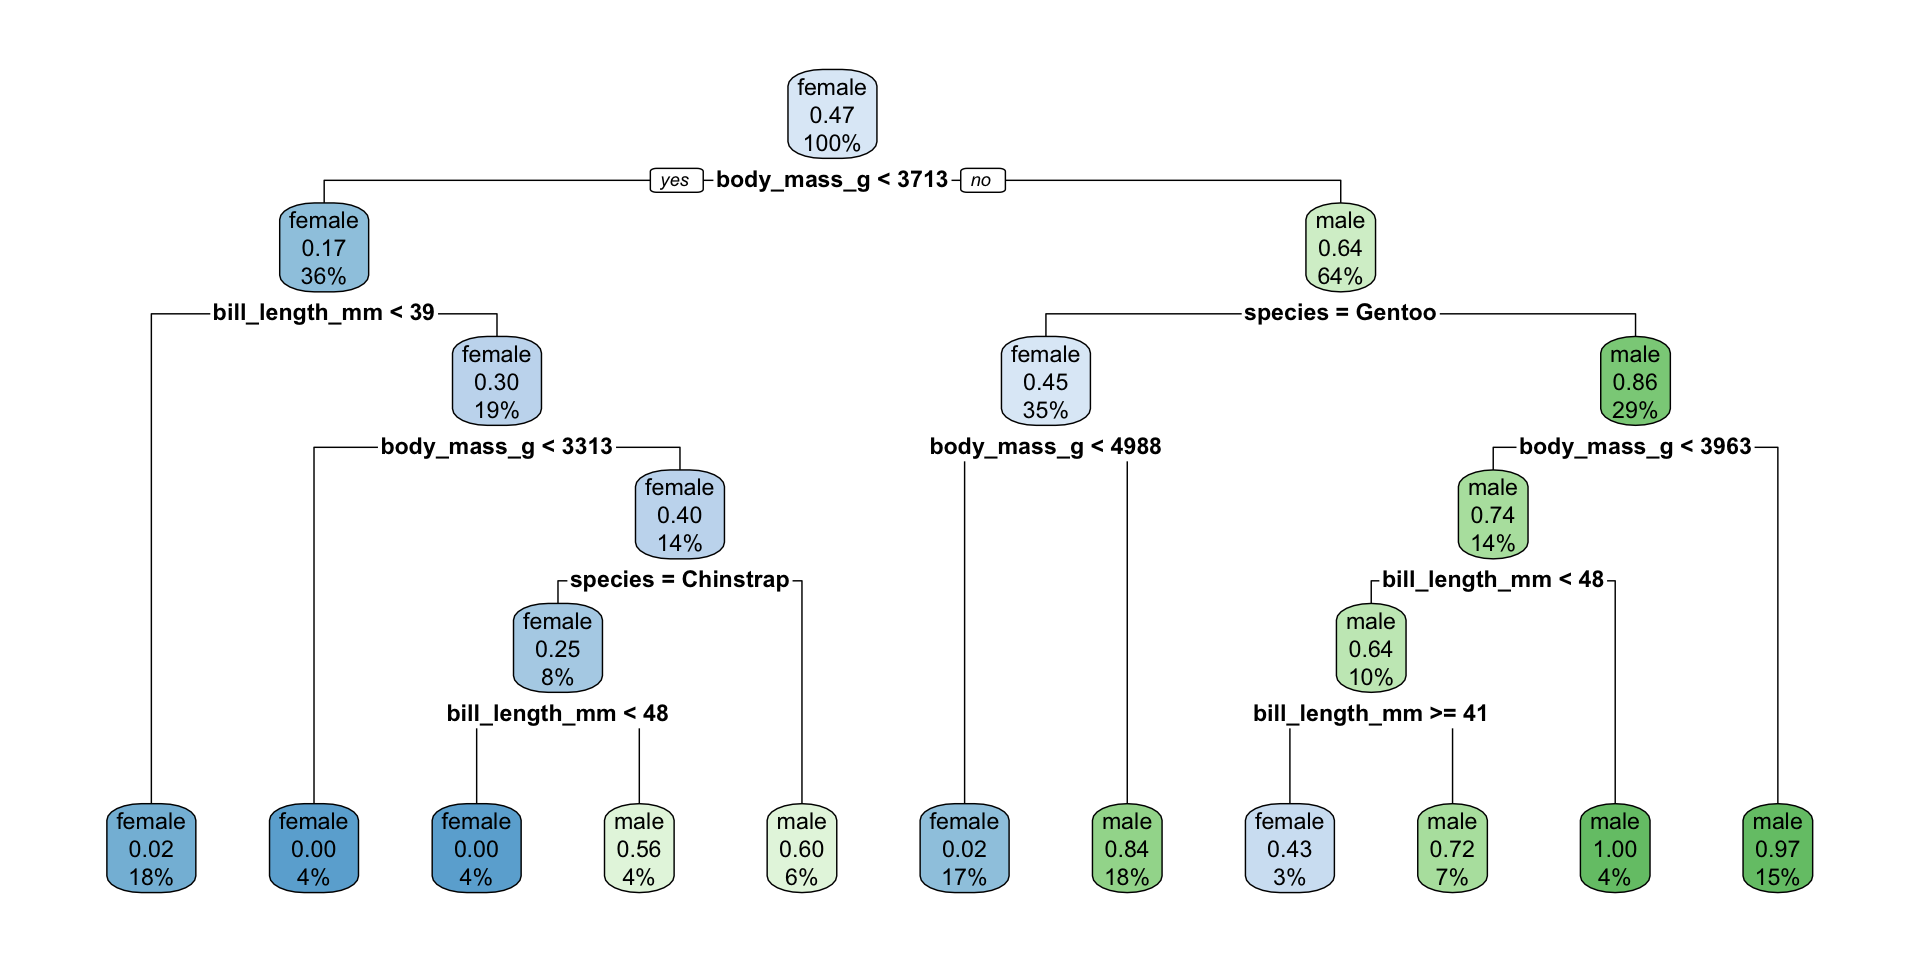 female
0.47
100%
yes
body_mass_g < 3713
no
female
0.17
36%
male
0.64
64%
bill_length_mm < 39
species = Gentoo
female
0.30
19%
female
0.45
35%
male
0.86
29%
body_mass_g < 3313
body_mass_g < 4988
body_mass_g < 3963
female
0.40
14%
male
0.74
14%
species = Chinstrap
bill_length_mm < 48
female
0.25
8%
male
0.64
10%
bill_length_mm < 48
bill_length_mm >= 41
female
0.02
18%
female
0.00
4%
female
0.00
4%
male
0.56
4%
male
0.60
6%
female
0.02
17%
male
0.84
18%
female
0.43
3%
male
0.72
7%
male
1.00
4%
male
0.97
15%